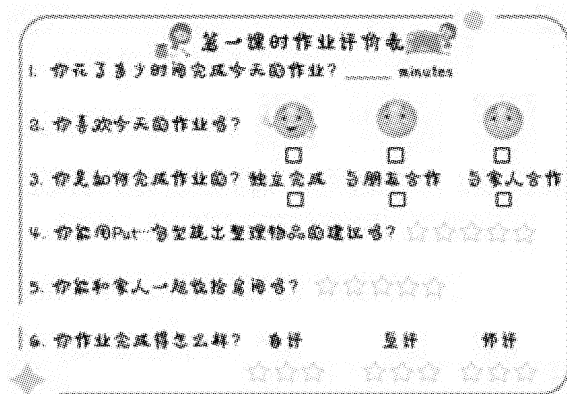 第一课时作业评价表
1. 你花了多少时间完成今天的作业? ______ minutes
2. 你喜欢今天的作业吗?
3. 你是如何完成作业的? 独立完成 与朋友合作 与家人合作
4. 你能用Put…句型提出整理物品的建议吗?
5. 你能和家人一起收拾房间吗?
6. 你作业完成得怎么样? 自评 互评 师评